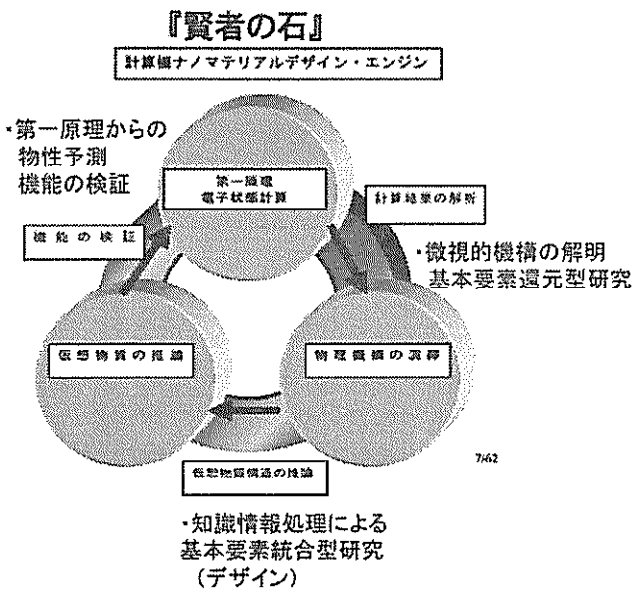 『賢者の石』
計算機ナノマテリアルデザイン・エンジン
・第一原理からの
物性予測
機能の検証
第一原理
電子状態計算
計算結果の解析
機能の検証
・微視的機構の解明
基本要素還元型研究
仮想物質の推論
物理機構の演繹
7/62
仮想物質構造の推論
・知識情報処理による
基本要素統合型研究
(デザイン)